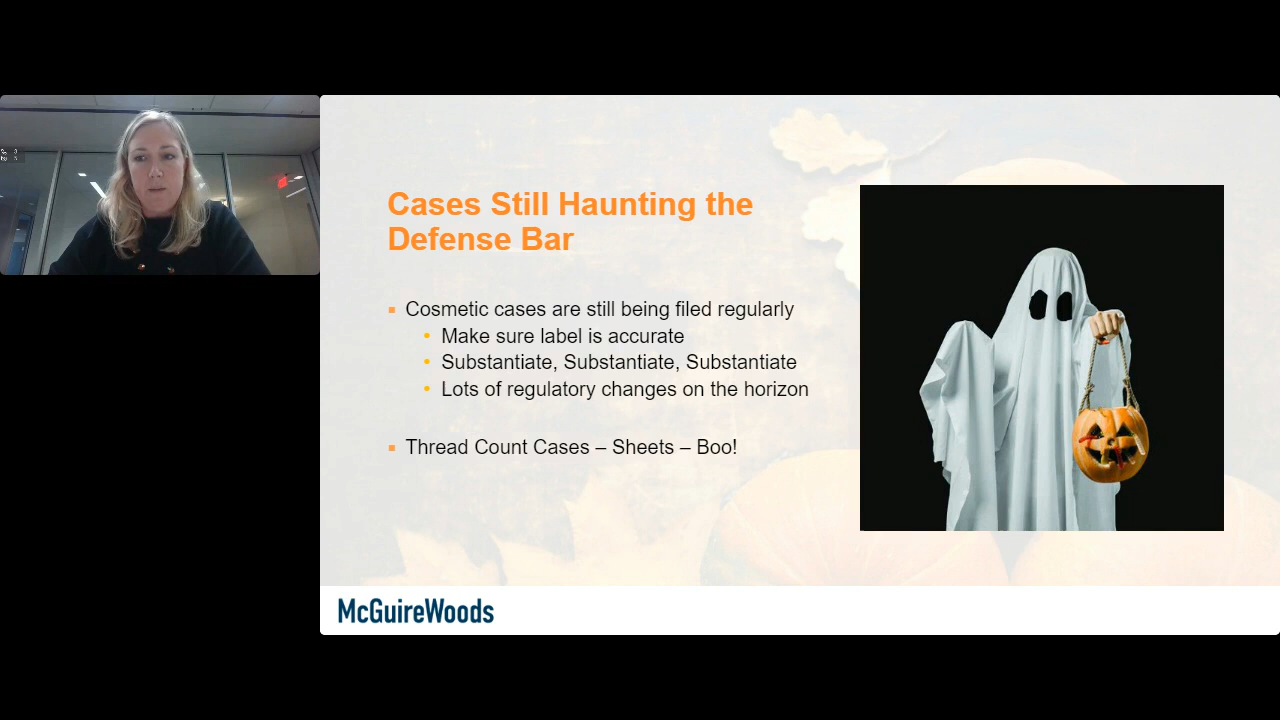 Cases Still Haunting the
Defense Bar
Cosmetic cases are still being filed regularly
Make sure label is accurate
Substantiate, Substantiate, Substantiate
Lots of regulatory changes on the horizon
Thread Count Cases – Sheets – Boo!
McGuireWoods